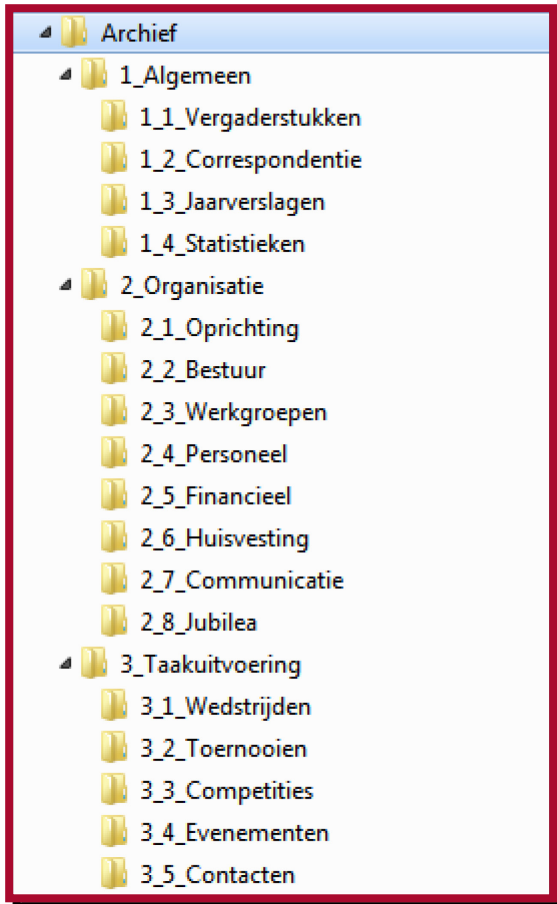 Archief
1_Algemeen
1_1_Vergaderstukken
1_2_Correspondentie
1_3_Jaarverslagen
1_4_Statistieken
2_Organisatie
2_1_Oprichting
2_2_Bestuur
2_3_Werkgroepen
2_4_Personeel
2_5_Financieel
2_6_Huisvesting
2_7_Communicatie
2_8_Jubilea
3_Taakuitvoering
3_1_Wedstrijden
3_2_Toernooien
3_3_Competities
3_4_Evenementen
3_5_Contacten